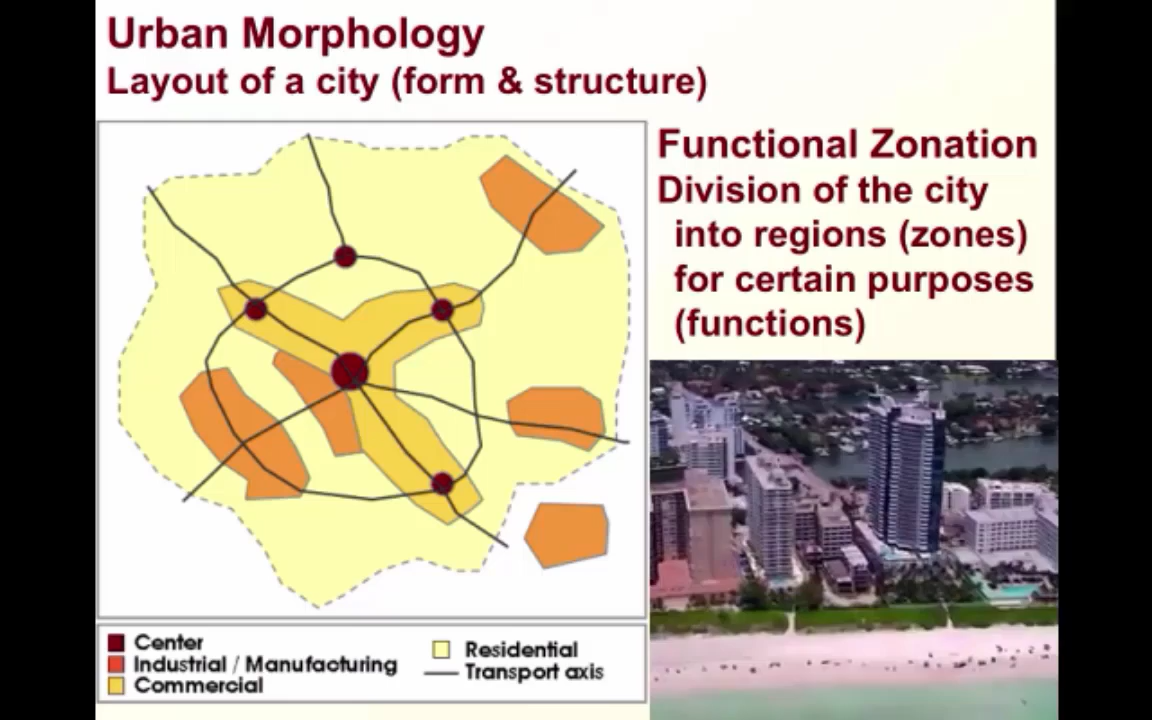 Urban Morphology
Layout of a city (form & structure)
Functional Zonation
Division of the city
into regions (zones)
for certain purposes
(functions)
Center
Industrial / Manufacturing
Commercial
Residential
Transport axis